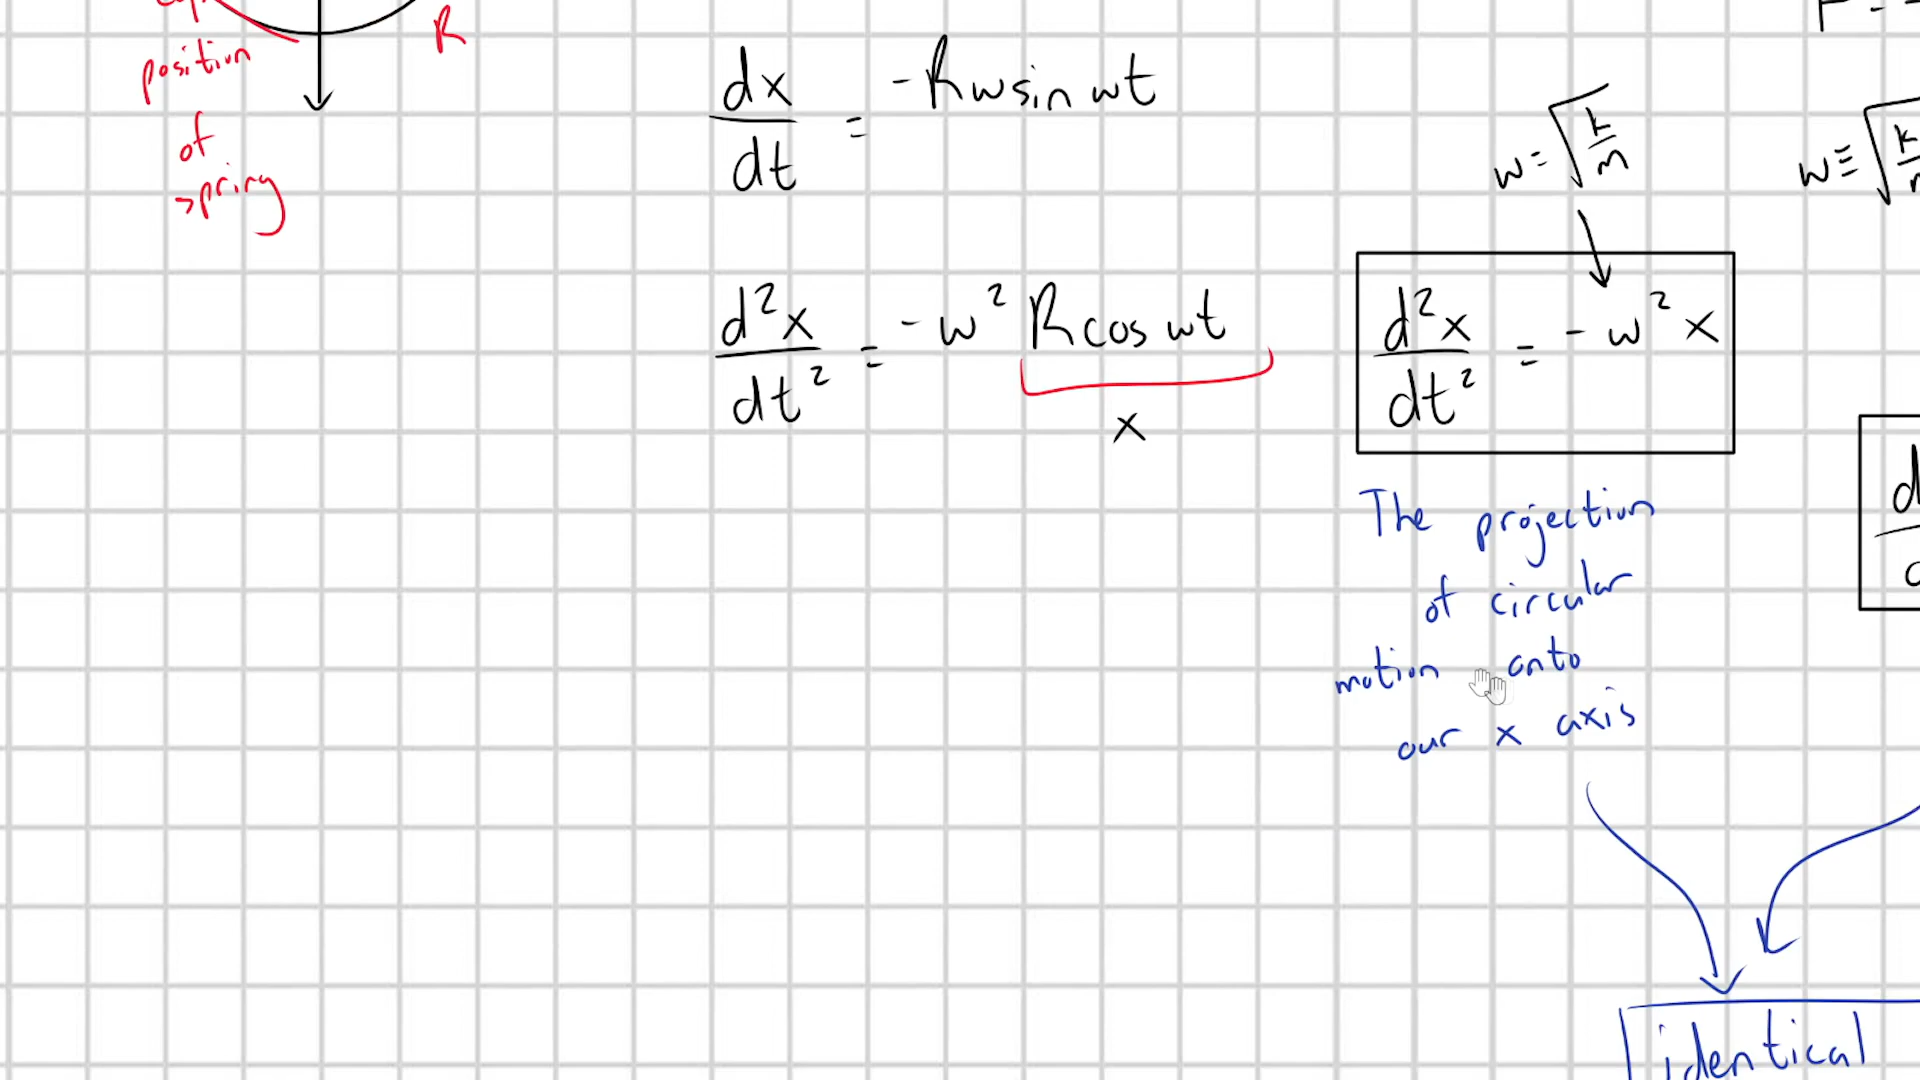 position
of
spring
R
dx/dt = -Rwsin wt
d²x/dt² = -w² Rcos wt
x
w = √(k/m)
w ≡ √(k/m
d²x/dt² = -w² x
The projection
of circular
motion onto
our x axis
d
identical